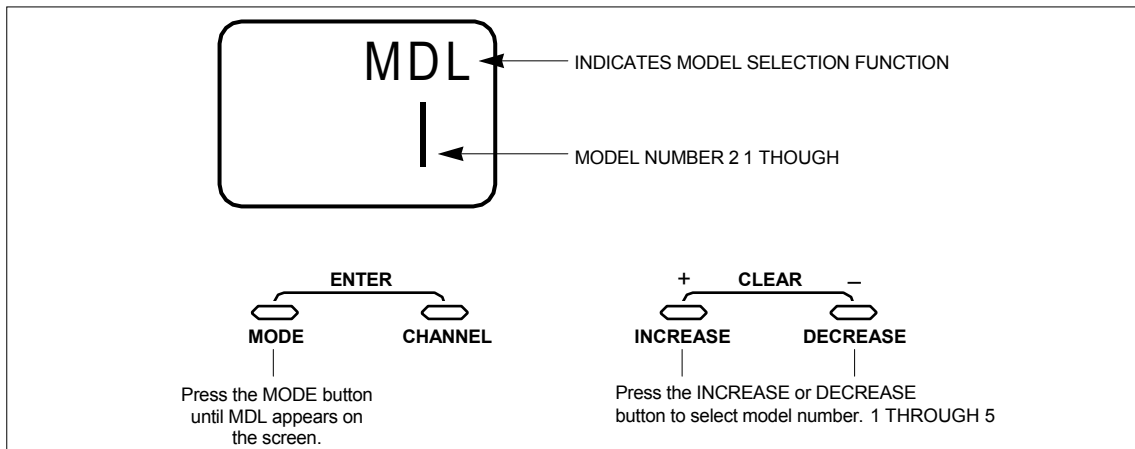 MDL
INDICATES MODEL SELECTION FUNCTION
1
MODEL NUMBER 2 1 THOUGH
ENTER
+ CLEAR –
MODE
CHANNEL
INCREASE
DECREASE
Press the MODE button
until MDL appears on
the screen.
Press the INCREASE or DECREASE
button to select model number. 1 THROUGH 5